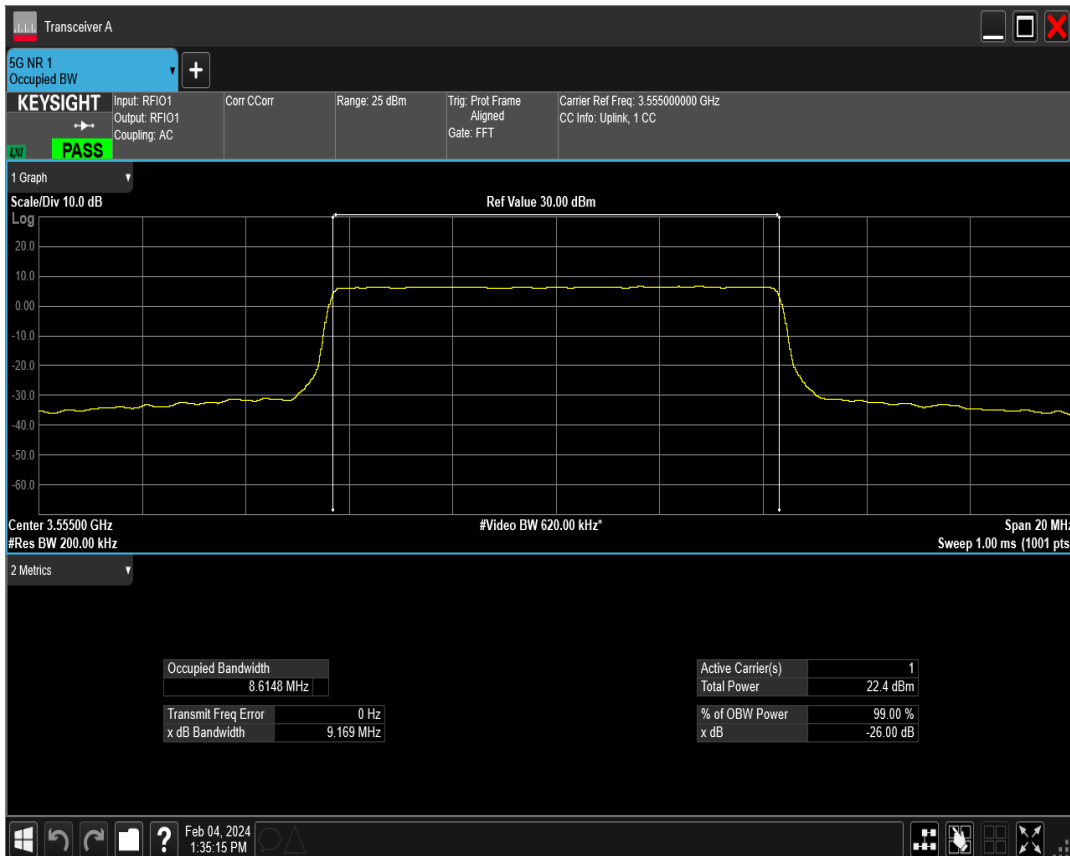 Transceiver A
5G NR 1
Occupied BW
+
KEYSIGHT
LXI
PASS
Input: RFIO1
Output: RFIO1
Coupling: AC
Corr CCorr
Range: 25 dBm
Trig: Prot Frame
Aligned
Gate: FFT
Carrier Ref Freq: 3.555000000 GHz
CC Info: Uplink, 1 CC
1 Graph
Scale/Div 10.0 dB
Ref Value 30.00 dBm
Log
20.0
10.0
0.00
-10.0
-20.0
-30.0
-40.0
-50.0
-60.0
Center 3.55500 GHz
#Video BW 620.00 kHz*
Span 20 MHz
#Res BW 200.00 kHz
Sweep 1.00 ms (1001 pts
2 Metrics
Occupied Bandwidth
8.6148 MHz
Transmit Freq Error 0 Hz
x dB Bandwidth 9.169 MHz
Active Carrier(s) 1
Total Power 22.4 dBm
% of OBW Power 99.00 %
x dB -26.00 dB
?
Feb 04, 2024
1:35:15 PM